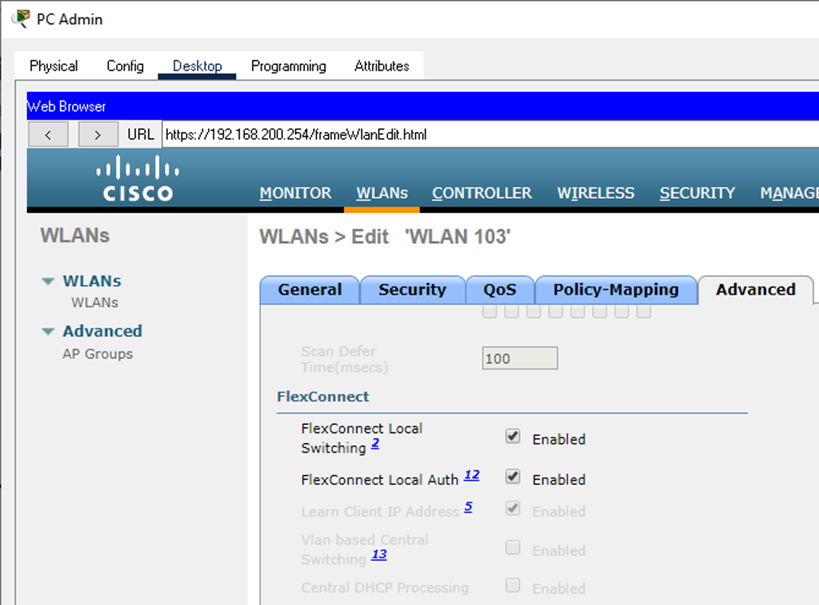 PC Admin
Physical Config Desktop Programming Attributes
Web Browser
< > URL https://192.168.200.254/frameWlanEdit.html
CISCO
MONITOR WLANs CONTROLLER WIRELESS SECURITY MANAG
WLANs
WLANs
WLANs
Advanced
AP Groups
WLANs > Edit 'WLAN 103'
General Security QoS Policy-Mapping Advanced
Scan Defer
Time(msecs)
100
FlexConnect
FlexConnect Local
Switching 2
Enabled
FlexConnect Local Auth 12 Enabled
Learn Client IP Address 5 Enabled
Vlan based Central
Switching 13
Enabled
Central DHCP Processing Enabled